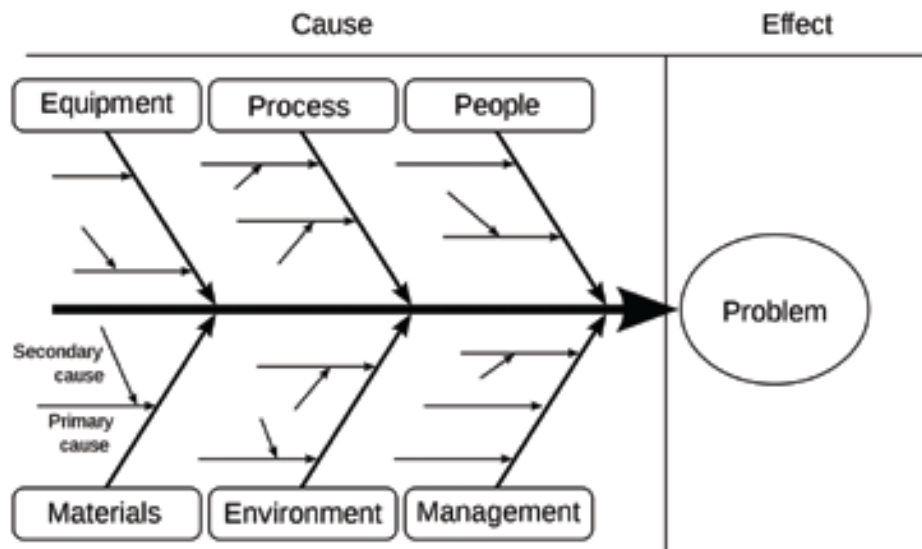 Cause
Effect
Equipment
Process
People
Problem
Secondary
cause
Primary
cause
Materials
Environment
Management